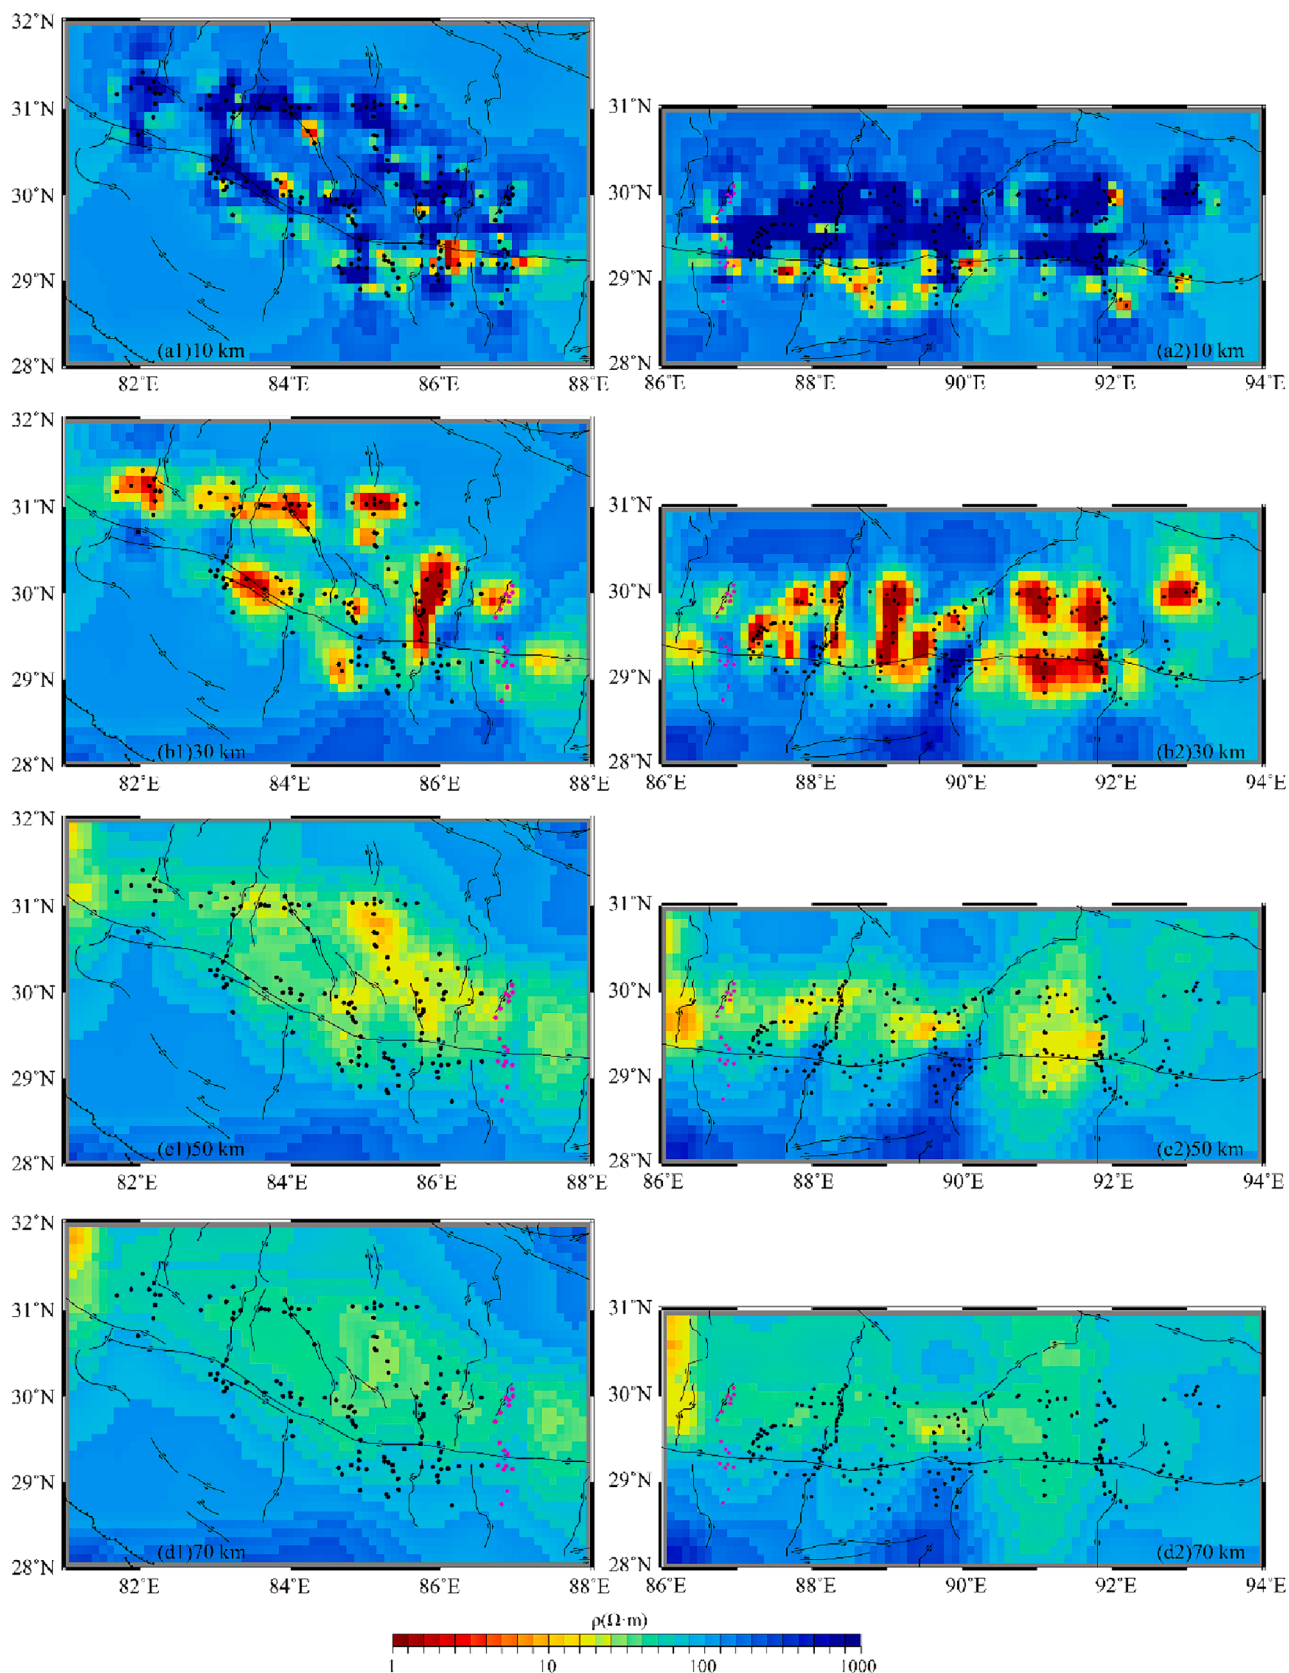 32°N
31°N
30°N
29°N
28°N
(a1)10 km
82°E 84°E 86°E 88°E
31°N
30°N
29°N
28°N
(a2)10 km
86°E 88°E 90°E 92°E 94°E
32°N
31°N
30°N
29°N
28°N
(b1)30 km
82°E 84°E 86°E 88°E
31°N
30°N
29°N
28°N
(b2)30 km
86°E 88°E 90°E 92°E 94°E
32°N
31°N
30°N
29°N
28°N
(c1)50 km
82°E 84°E 86°E 88°E
31°N
30°N
29°N
28°N
(c2)50 km
86°E 88°E 90°E 92°E 94°E
32°N
31°N
30°N
29°N
28°N
(d1)70 km
82°E 84°E 86°E 88°E
31°N
30°N
29°N
28°N
(d2)70 km
86°E 88°E 90°E 92°E 94°E
ρ(Ω·m)
1 10 100 1000